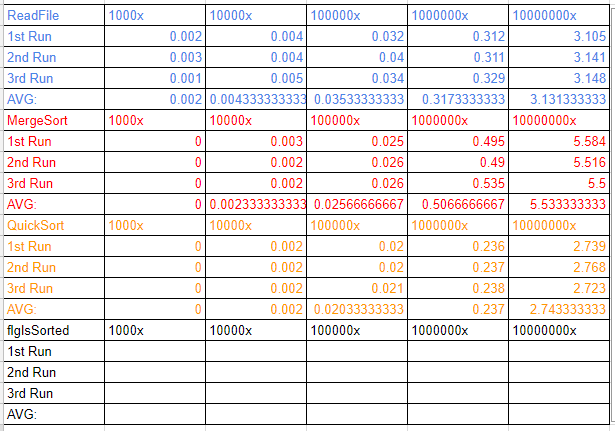 ReadFile 1000x 10000x 100000x 1000000x 10000000x
1st Run 0.002 0.004 0.032 0.312 3.105
2nd Run 0.003 0.004 0.04 0.311 3.141
3rd Run 0.001 0.005 0.034 0.329 3.148
AVG: 0.002 0.004333333333 0.03533333333 0.3173333333 3.131333333
MergeSort 1000x 10000x 100000x 1000000x 10000000x
1st Run 0 0.003 0.025 0.495 5.584
2nd Run 0 0.002 0.026 0.49 5.516
3rd Run 0 0.002 0.026 0.535 5.5
AVG: 0 0.002333333333 0.02566666667 0.5066666667 5.533333333
QuickSort 1000x 10000x 100000x 1000000x 10000000x
1st Run 0 0.002 0.02 0.236 2.739
2nd Run 0 0.002 0.02 0.237 2.768
3rd Run 0 0.002 0.021 0.238 2.723
AVG: 0 0.002 0.02033333333 0.237 2.743333333
flgIsSorted 1000x 10000x 100000x 1000000x 10000000x
1st Run
2nd Run
3rd Run
AVG: